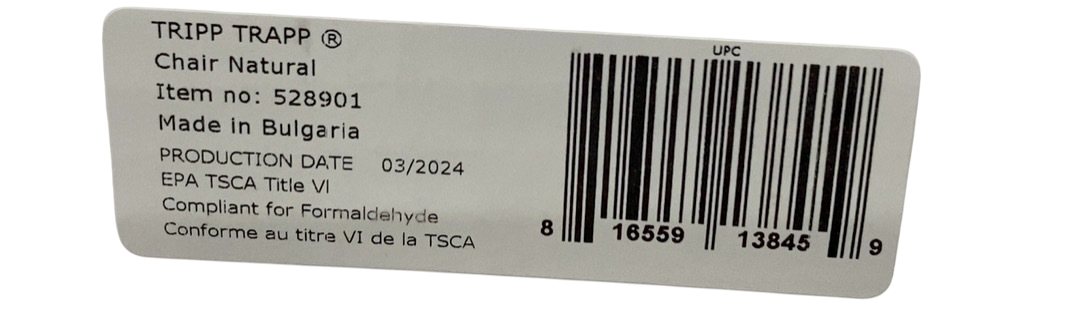 TRIPP TRAPP ®
Chair Natural
Item no: 528901
Made in Bulgaria
PRODUCTION DATE 03/2024
EPA TSCA Title VI
Compliant for Formaldehyde
Conforme au titre VI de la TSCA
UPC
8 16559 13845 9